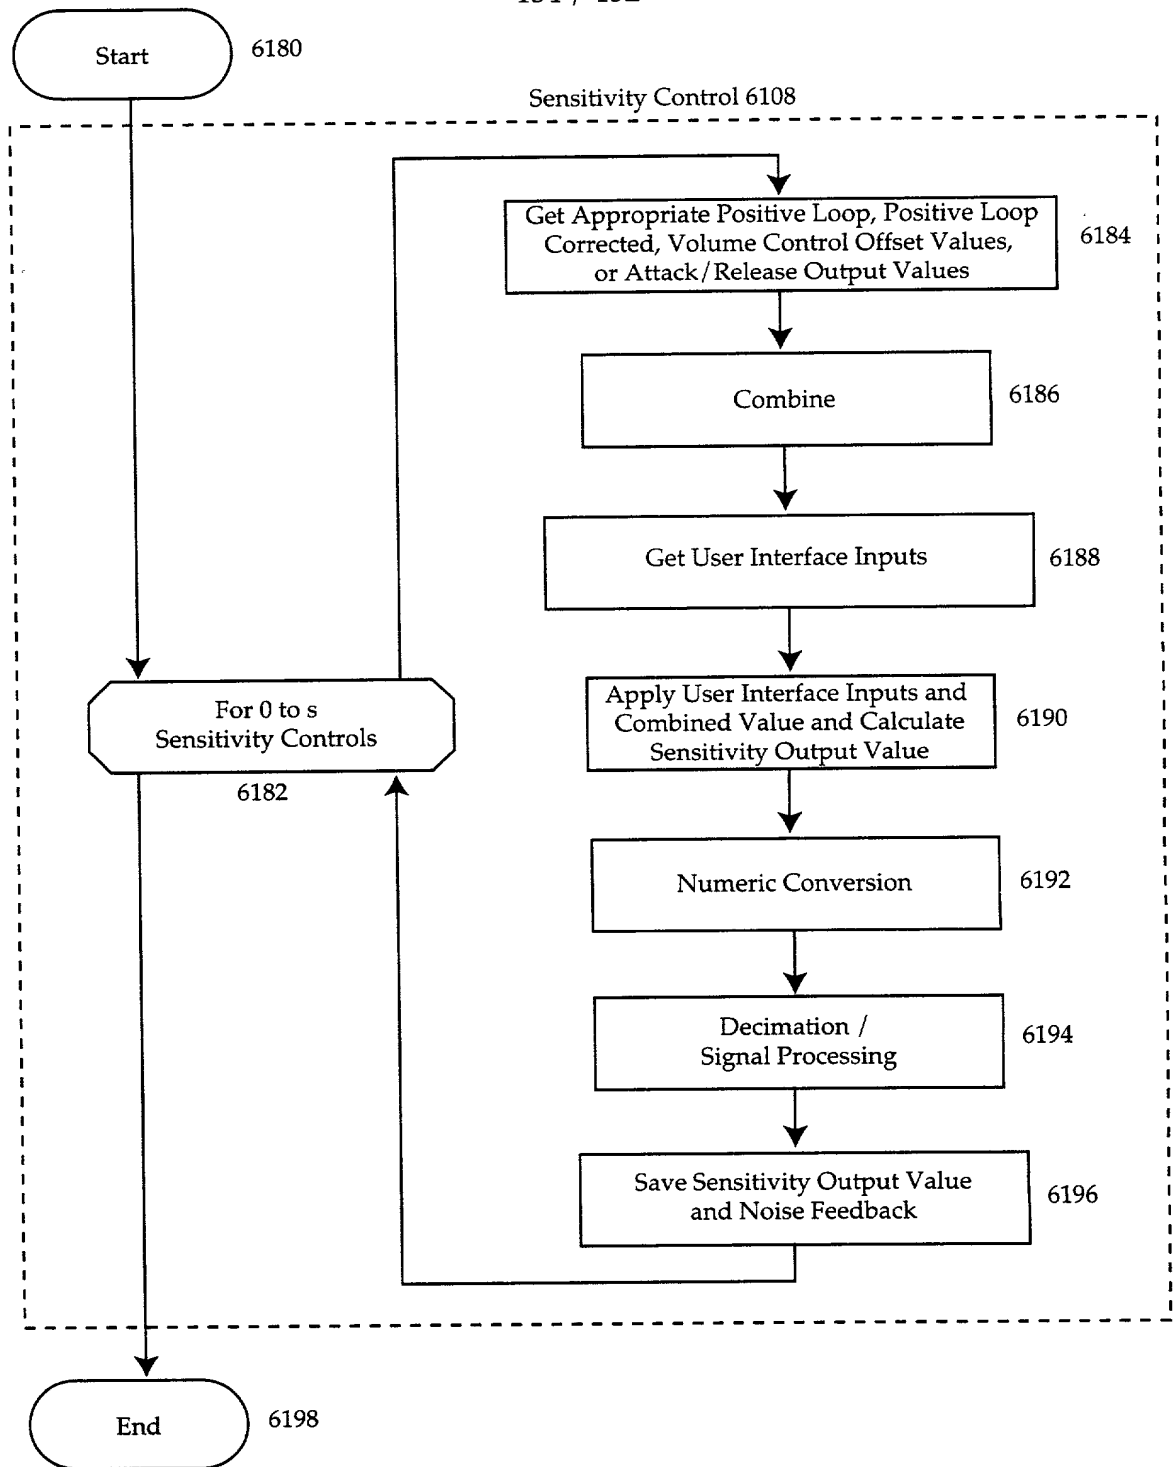 Start
6180
Sensitivity Control 6108
Get Appropriate Positive Loop, Positive Loop
Corrected, Volume Control Offset Values,
or Attack/Release Output Values
6184
Combine
6186
Get User Interface Inputs
6188
For 0 to s
Sensitivity Controls
6182
Apply User Interface Inputs and
Combined Value and Calculate
Sensitivity Output Value
6190
Numeric Conversion
6192
Decimation /
Signal Processing
6194
Save Sensitivity Output Value
and Noise Feedback
6196
End
6198